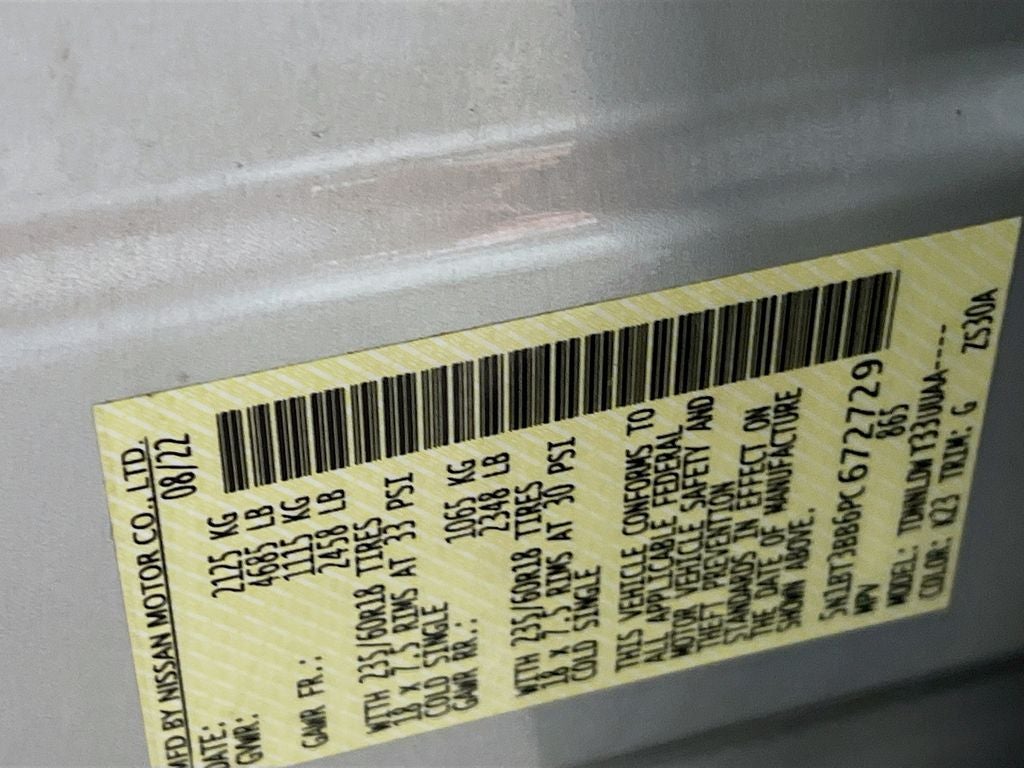 MFD BY NISSAN MOTOR CO., LTD.
DATE: 08/22
GVWR: 2125 KG
4685 LB
GAWR FR.: 1115 KG
2458 LB
WITH 235/60R18 TIRES
18 X 7.5 RIMS AT 33 PSI
COLD SINGLE
GAWR RR.: 1065 KG
2348 LB
WITH 235/60R18 TIRES
18 X 7.5 RIMS AT 30 PSI
COLD SINGLE
THIS VEHICLE CONFORMS TO
ALL APPLICABLE FEDERAL
MOTOR VEHICLE SAFETY AND
THEFT PREVENTION
STANDARDS IN EFFECT ON
THE DATE OF MANUFACTURE
SHOWN ABOVE.
5N1BT3BB6PC672729
MPV 865
MODEL: TDNNLDW T33UUAA----
COLOR: K23 TRIM: G ZS30A